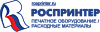 rosprinter.ru
РОСПРИНТЕР
ПЕЧАТНОЕ ОБОРУДОВАНИЕ /
РАСХОДНЫЕ МАТЕРИАЛЫ